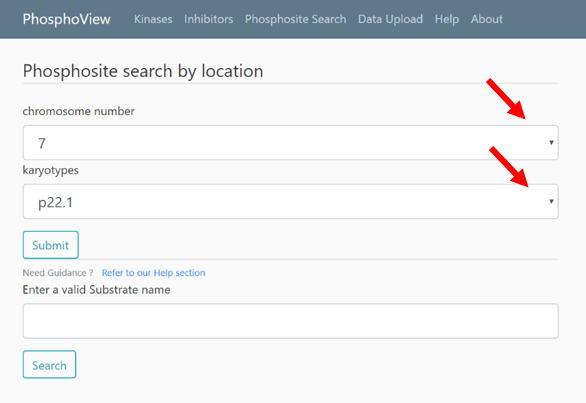 PhosphoView Kinases Inhibitors Phosphosite Search Data Upload Help About
Phosphosite search by location
chromosome number
7
karyotypes
p22.1
Submit
Need Guidance ? Refer to our Help section
Enter a valid Substrate name
Search